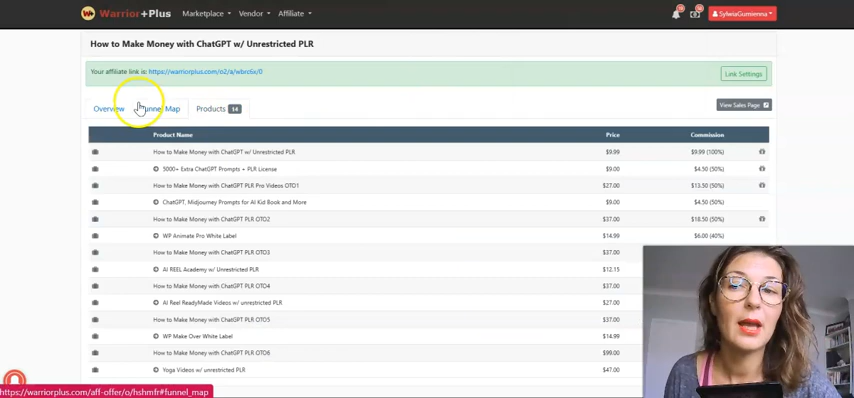 Warrior+Plus Marketplace Vendor Affiliate SylwiaGumienna
How to Make Money with ChatGPT w/ Unrestricted PLR
Your affiliate link is: https://warriorplus.com/o2/a/wbrc6x/0 Link Settings
Overview Funnel Map Products 14 View Sales Page
Product Name Price Commission
How to Make Money with ChatGPT w/ Unrestricted PLR $9.99 $9.99 (100%)
5000+ Extra ChatGPT Prompts + PLR License $9.00 $4.50 (50%)
How to Make Money with ChatGPT PLR Pro Videos OTO1 $27.00 $13.50 (50%)
ChatGPT, Midjourney Prompts for AI Kid Book and More $9.00 $4.50 (50%)
How to Make Money with ChatGPT PLR OTO2 $37.00 $18.50 (50%)
WP Animate Pro White Label $14.99 $6.00 (40%)
How to Make Money with ChatGPT PLR OTO3 $37.00
AI REEL Academy w/ Unrestricted PLR $12.15
How to Make Money with ChatGPT PLR OTO4 $37.00
AI Reel ReadyMade Videos w/ unrestricted PLR $27.00
How to Make Money with ChatGPT PLR OTO5 $37.00
WP Make Over White Label $14.99
How to Make Money with ChatGPT PLR OTO6 $99.00
Yoga Videos w/ unrestricted PLR $47.00
https://warriorplus.com/aff-offer/o/hshmfr#funnel_map